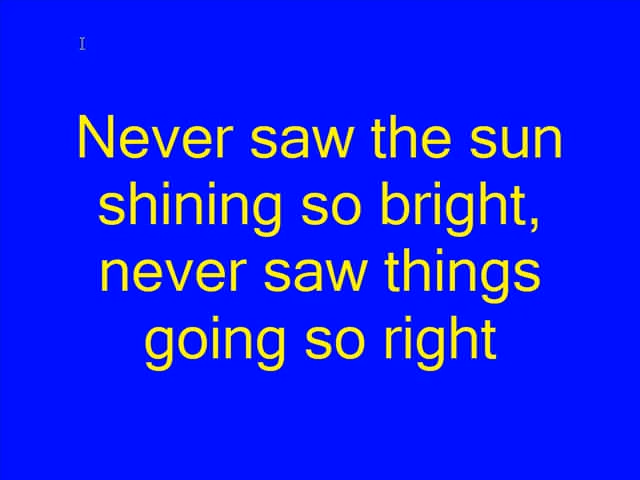 Never saw the sun
shining so bright,
never saw things
going so right